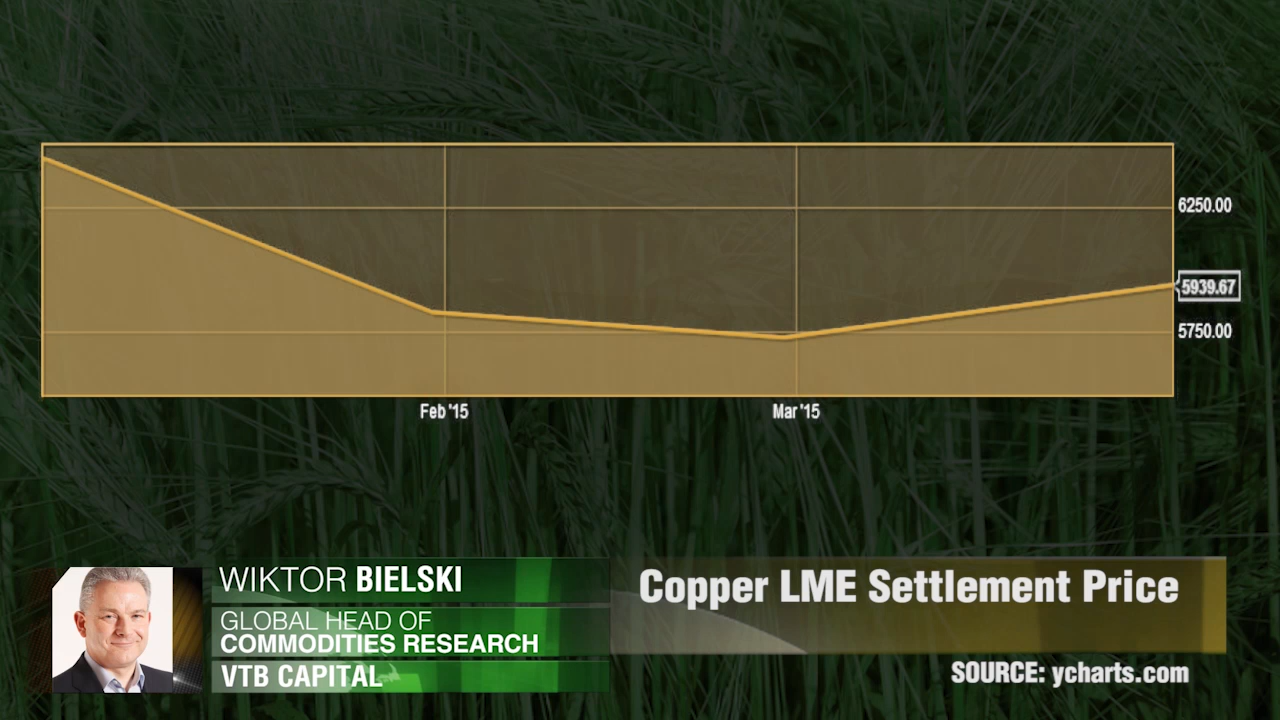 6250.00
5939.67
5750.00
Feb '15
Mar '15
WIKTOR BIELSKI
GLOBAL HEAD OF
COMMODITIES RESEARCH
VTB CAPITAL
Copper LME Settlement Price
SOURCE: ycharts.com